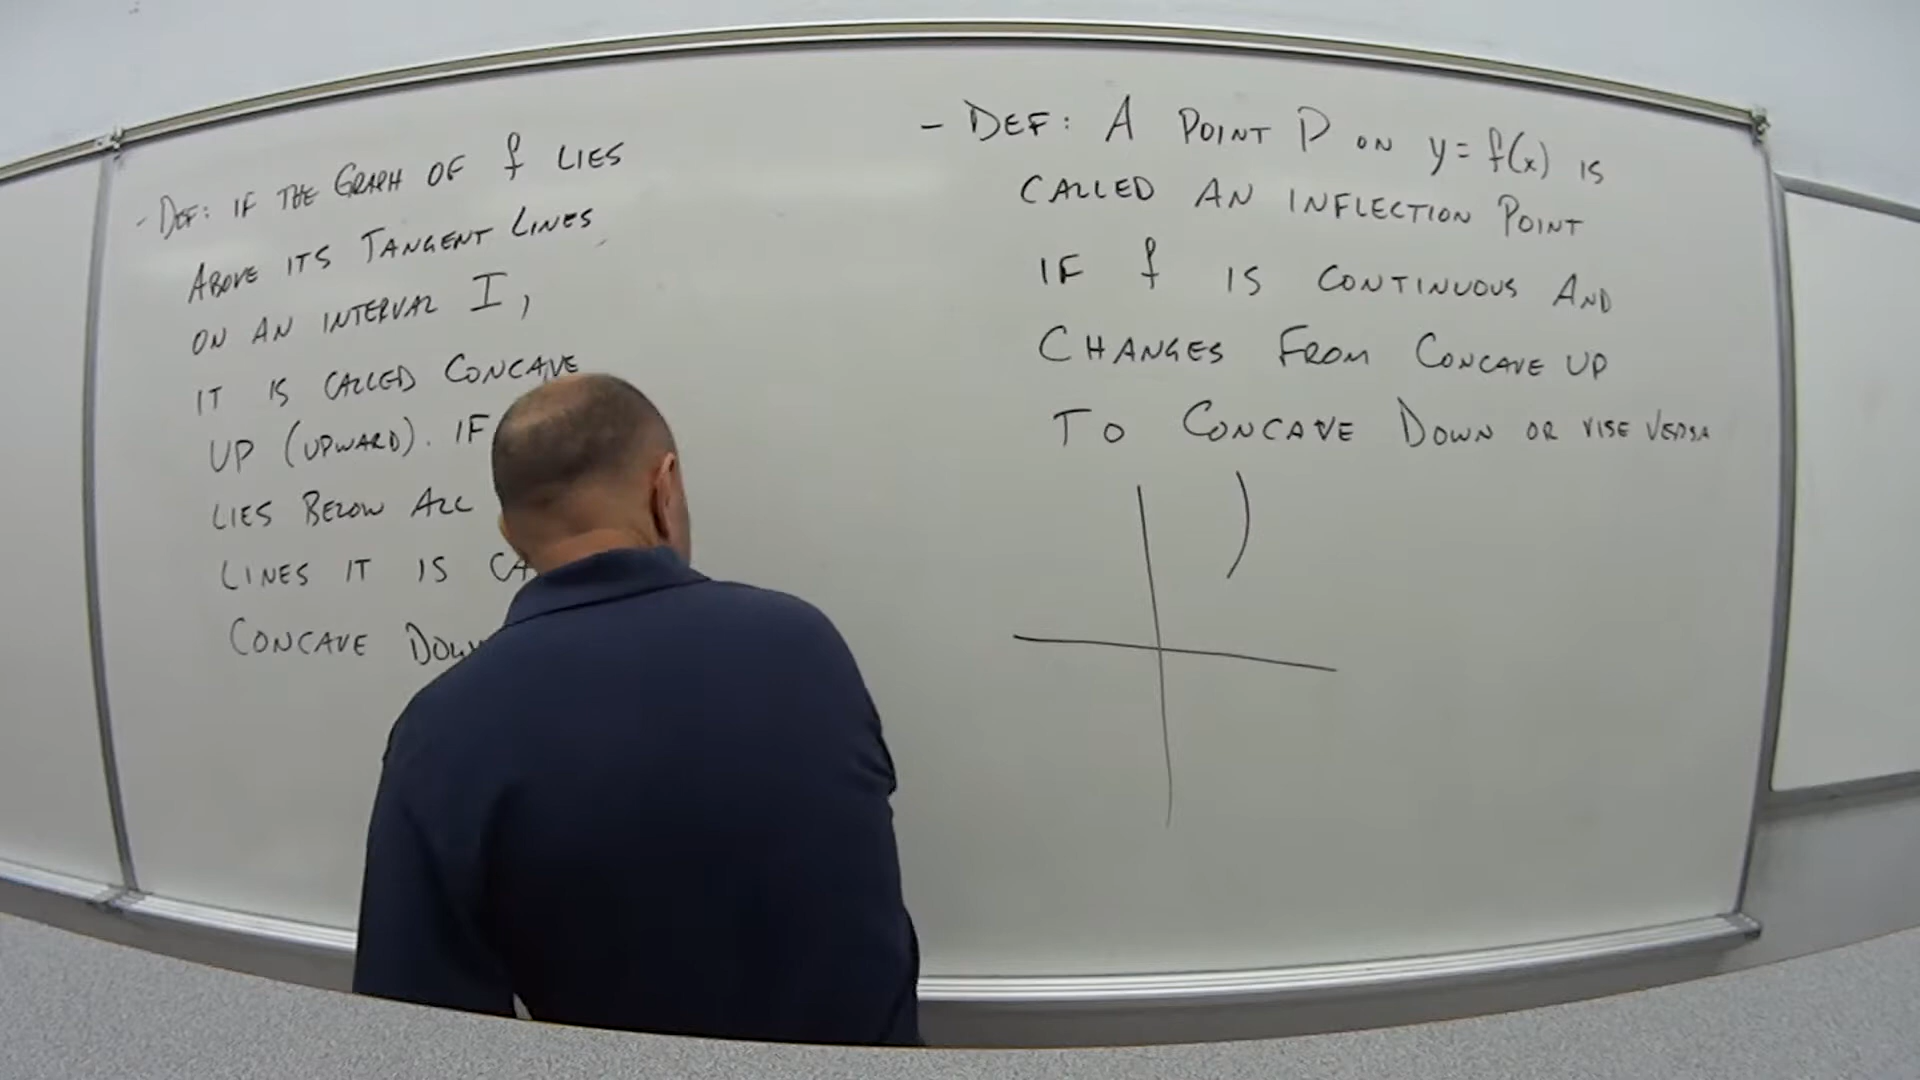 - DEF: IF THE GRAPH OF f LIES
ABOVE ITS TANGENT LINES
ON AN INTERVAL I,
IT IS CALLED CONCAVE
UP (UPWARD). IF
LIES BELOW ALL
LINES IT IS CA
CONCAVE DOW
- DEF: A POINT P ON y = f(x) IS
CALLED AN INFLECTION POINT
IF f IS CONTINUOUS AND
CHANGES FROM CONCAVE UP
TO CONCAVE DOWN OR VISE VERSA